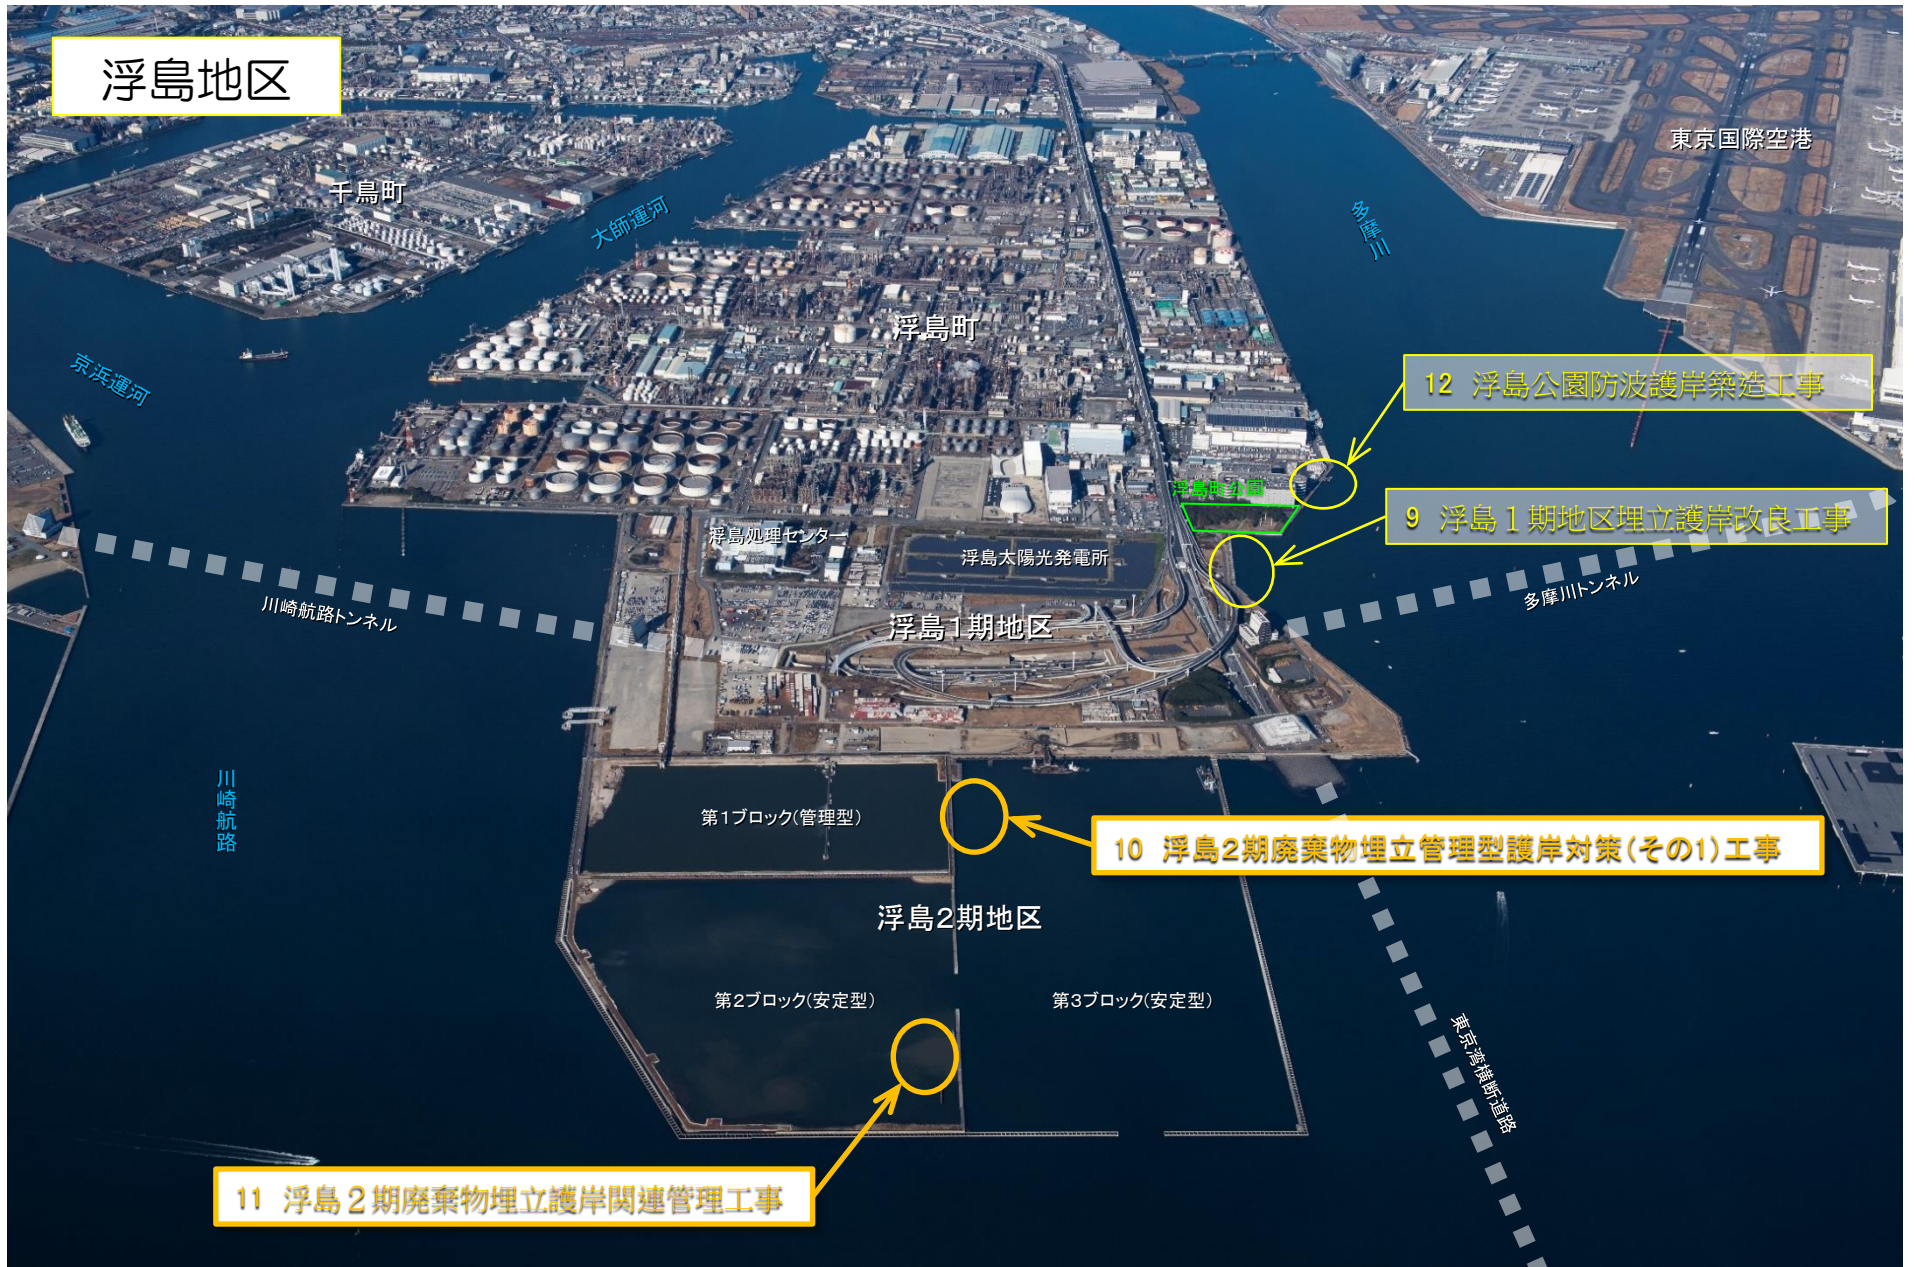 浮島地区
東京国際空港
千鳥町
大師運河
多摩川
浮島町
京浜運河
12 浮島公園防波護岸築造工事
浮島町公園
9 浮島1期地区埋立護岸改良工事
浮島処理センター
浮島太陽光発電所
川崎航路トンネル
多摩川トンネル
浮島1期地区
川崎航路
第1ブロック(管理型)
10 浮島2期廃棄物埋立管理型護岸対策(その1)工事
浮島2期地区
第2ブロック(安定型)
第3ブロック(安定型)
東京湾横断道路
11 浮島2期廃棄物埋立護岸関連管理工事